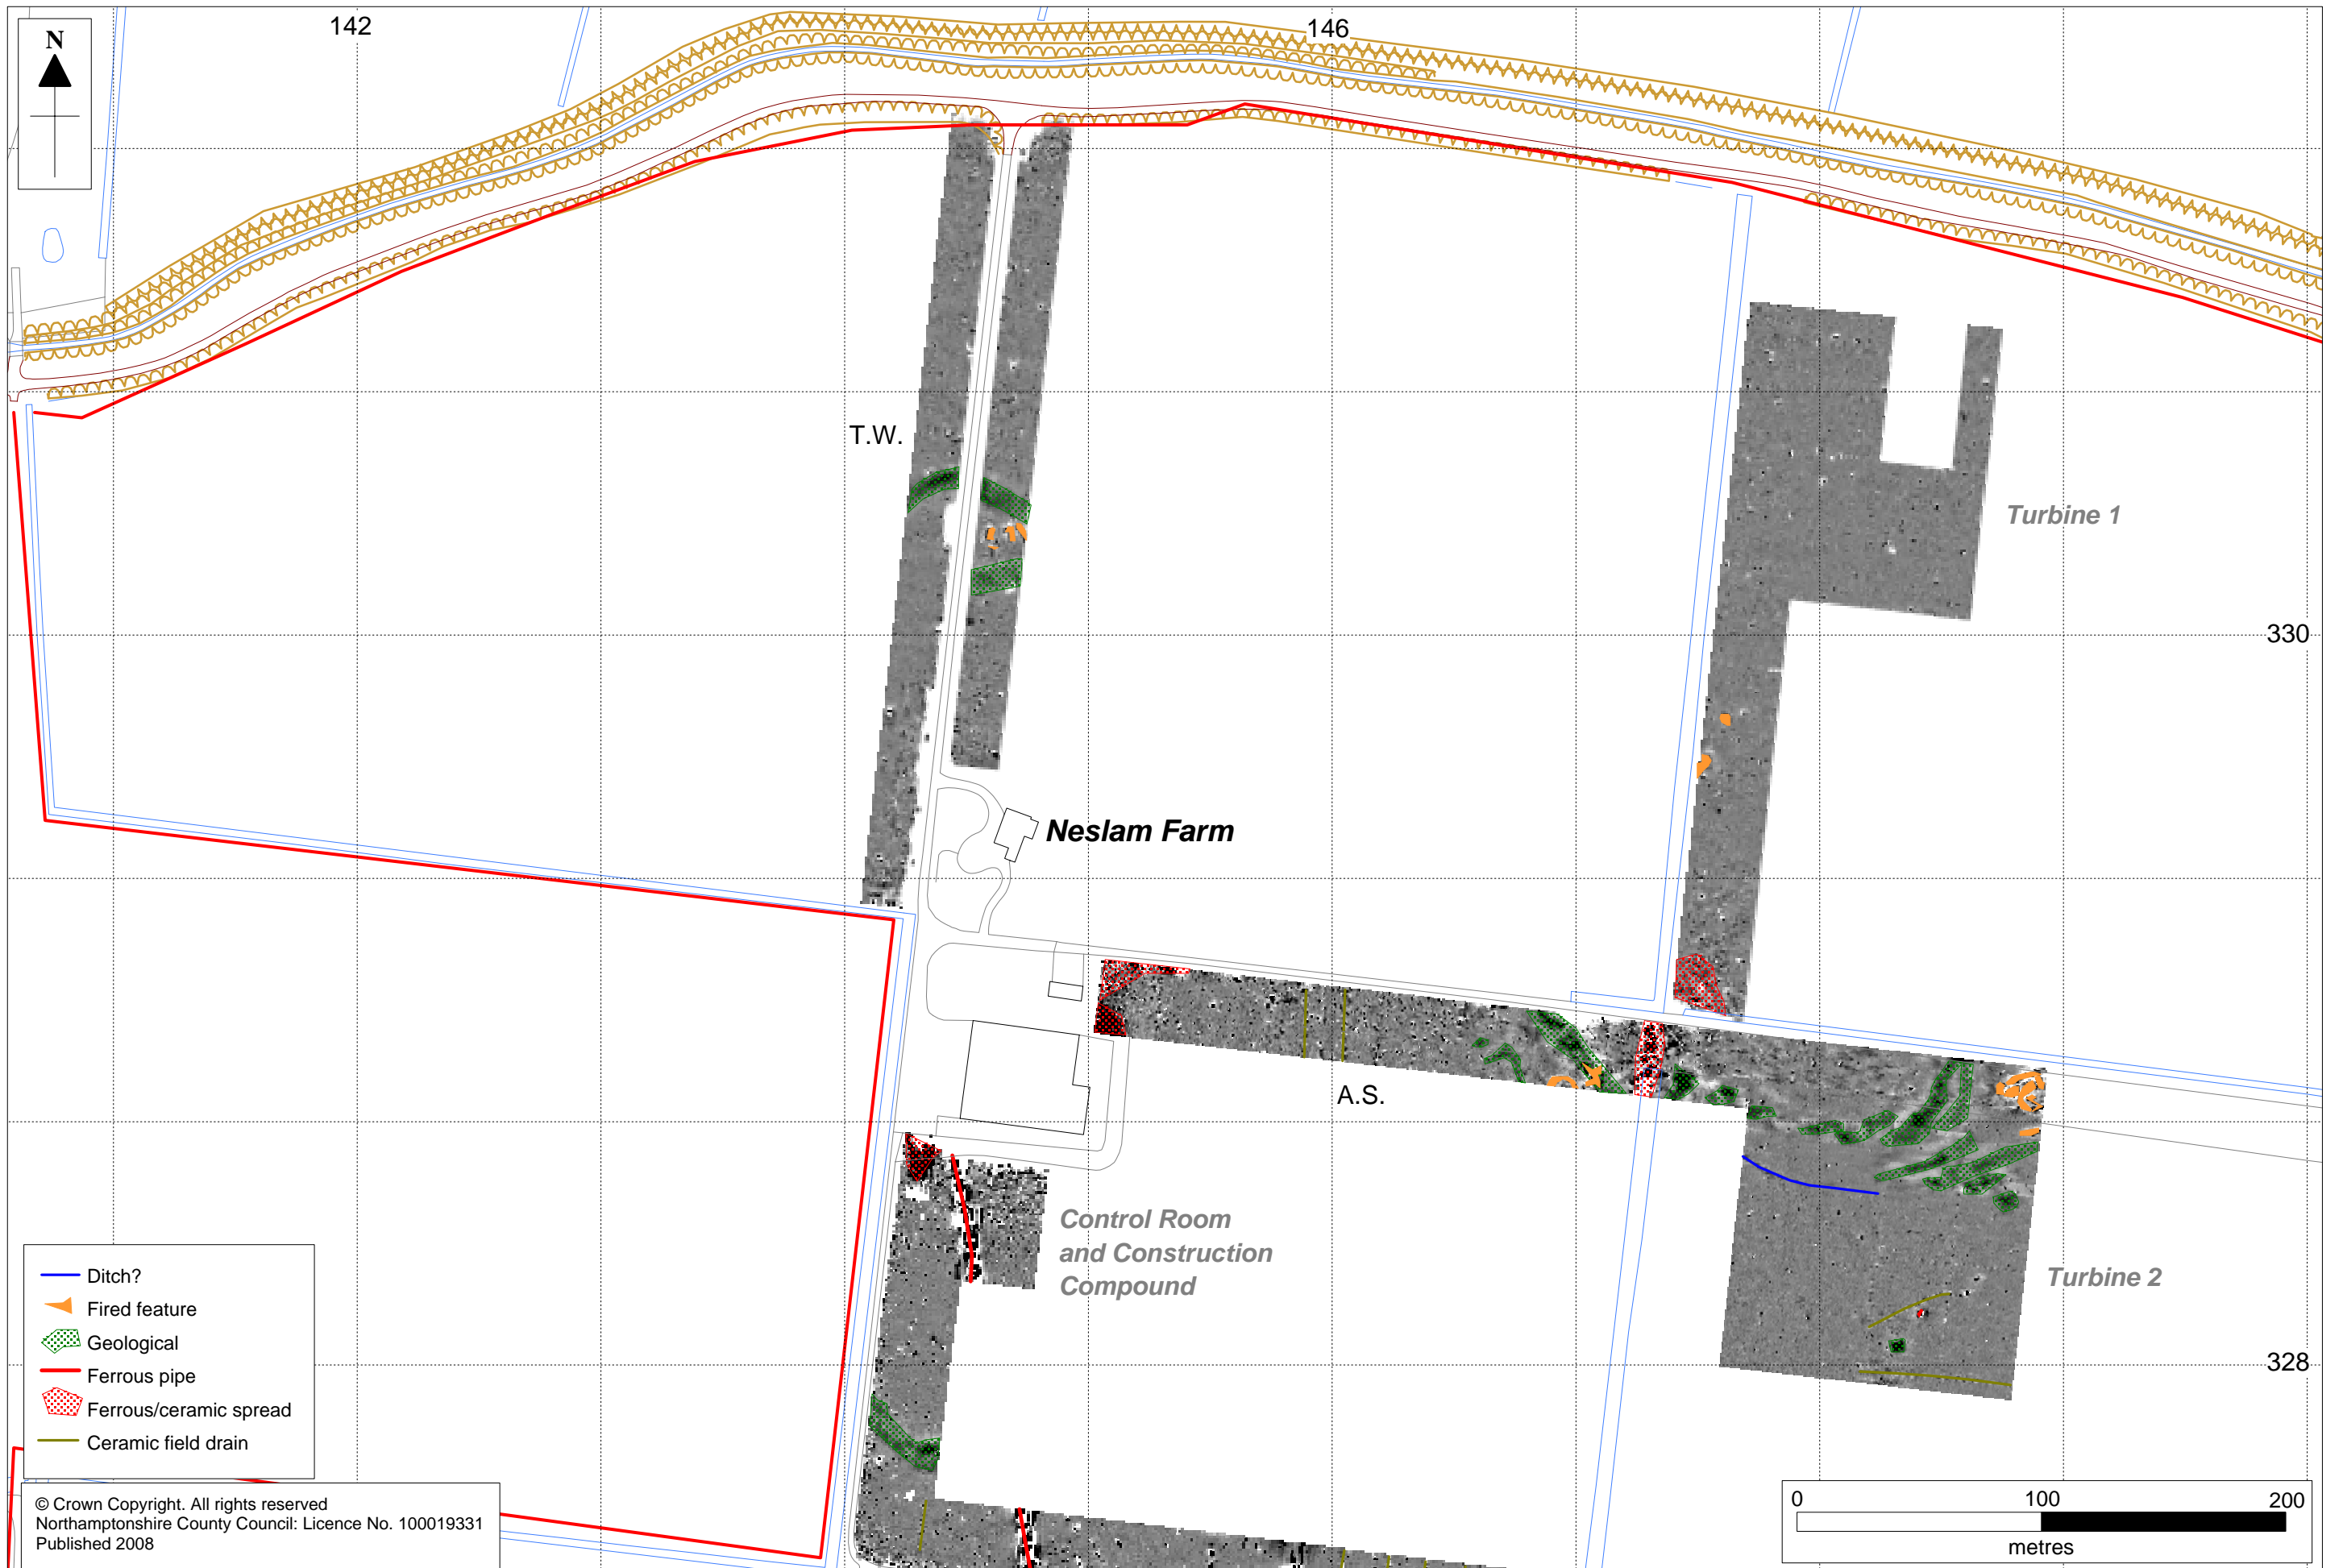 N
142
146
T.W.
Turbine 1
330
Neslam Farm
A.S.
Control Room
and Construction
Compound
Turbine 2
328
Ditch?
Fired feature
Geological
Ferrous pipe
Ferrous/ceramic spread
Ceramic field drain
© Crown Copyright. All rights reserved
Northamptonshire County Council: Licence No. 100019331
Published 2008
0 100 200
metres